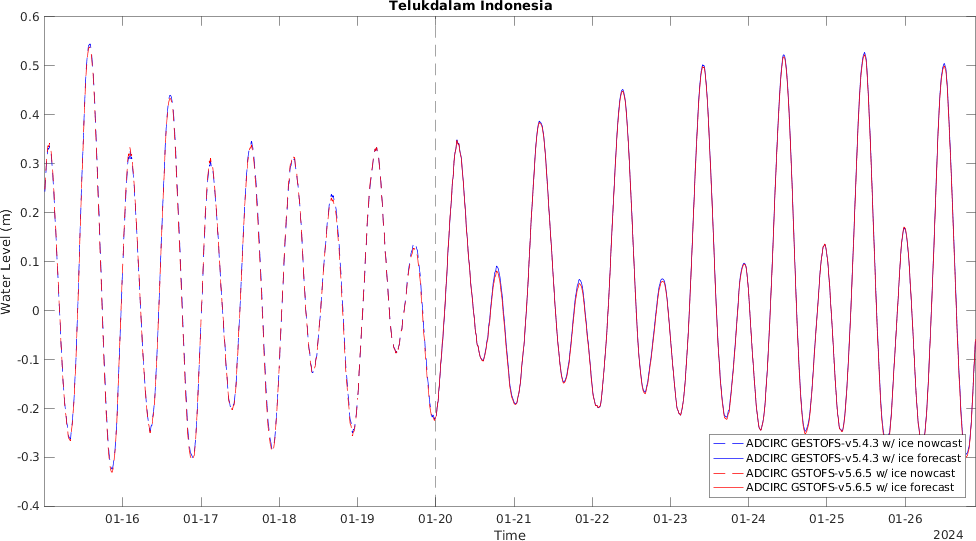 Telukdalam Indonesia
0.6
0.5
0.4
0.3
0.2
0.1
0
-0.1
-0.2
-0.3
-0.4
Water Level (m)
01-16 01-17 01-18 01-19 01-20 01-21 01-22 01-23 01-24 01-25 01-26
Time
2024
ADCIRC GESTOFS-v5.4.3 w/ ice nowcast
ADCIRC GESTOFS-v5.4.3 w/ ice forecast
ADCIRC GSTOFS-v5.6.5 w/ ice nowcast
ADCIRC GSTOFS-v5.6.5 w/ ice forecast